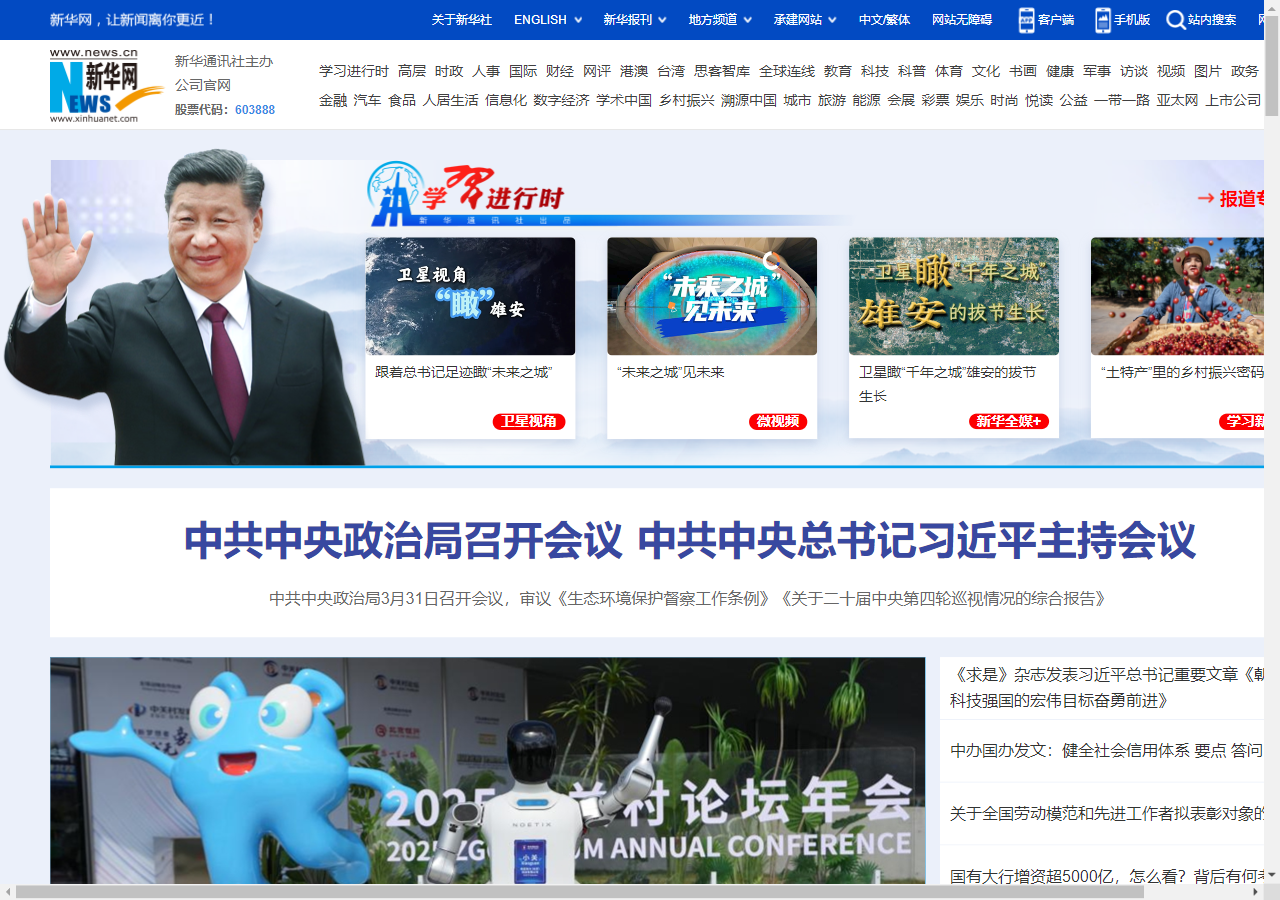 新华网，让新闻离你更近！
关于新华社 ENGLISH 新华报刊 地方频道 承建网站 中文/繁体 网站无障碍 客户端 手机版 站内搜索
www.news.cn
新华网
NEWS
www.xinhuanet.com
新华通讯社主办
公司官网
股票代码：603888
学习进行时 高层 时政 人事 国际 财经 网评 港澳 台湾 思客智库 全球连线 教育 科技 科普 体育 文化 书画 健康 军事 访谈 视频 图片 政务
金融 汽车 食品 人居生活 信息化 数字经济 学术中国 乡村振兴 溯源中国 城市 旅游 能源 会展 彩票 娱乐 时尚 悦读 公益 一带一路 亚太网 上市公司
学习进行时
新华通讯社出品
→ 报道专
卫星视角
“瞰”雄安
“未来之城”
见未来
卫星瞰“千年之城”
雄安的拔节生长
跟着总书记足迹瞰“未来之城”
卫星视角
“未来之城”见未来
微视频
卫星瞰“千年之城”雄安的拔节
生长
新华全媒+
“土特产”里的乡村振兴密码
学习新
中共中央政治局召开会议 中共中央总书记习近平主持会议
中共中央政治局3月31日召开会议，审议《生态环境保护督察工作条例》《关于二十届中央第四轮巡视情况的综合报告》
《求是》杂志发表习近平总书记重要文章《朝
科技强国的宏伟目标奋勇前进》
中办国办发文：健全社会信用体系 要点 答问
关于全国劳动模范和先进工作者拟表彰对象的
国有大行增资超5000亿，怎么看？背后有何考
2025
村论坛年会
2025 ZG
UM ANNUAL CONFERENCE
NOETIX
小关